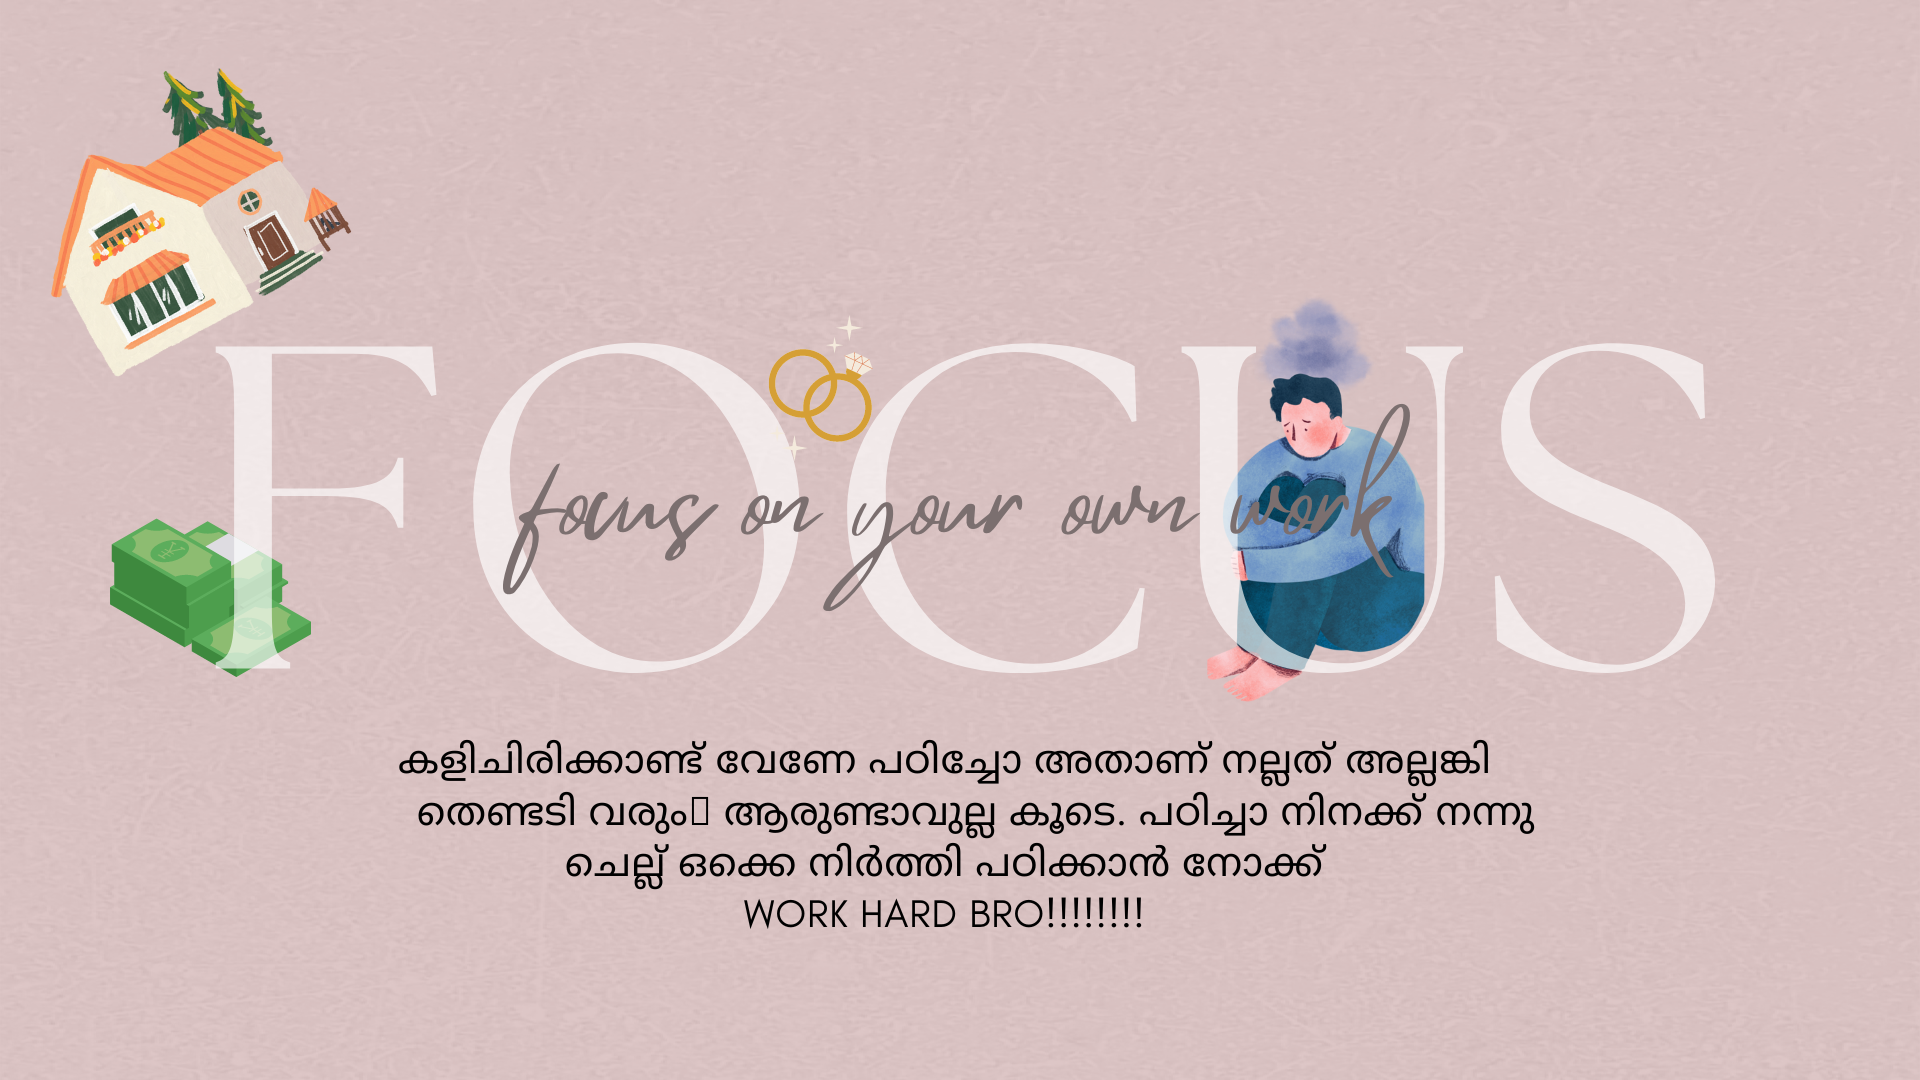 FOCUS
focus on your own work
കളിചിരിക്കാണ്ട് വേണേ പഠിച്ചോ അതാണ് നല്ലത് അല്ലങ്കി
തെണ്ടടി വരും ആരുണ്ടാവുല്ല കൂടെ. പഠിച്ചാ നിനക്ക് നന്നു
ചെല്ല് ഒക്കെ നിർത്തി പഠിക്കാൻ നോക്ക്
WORK HARD BRO!!!!!!!!